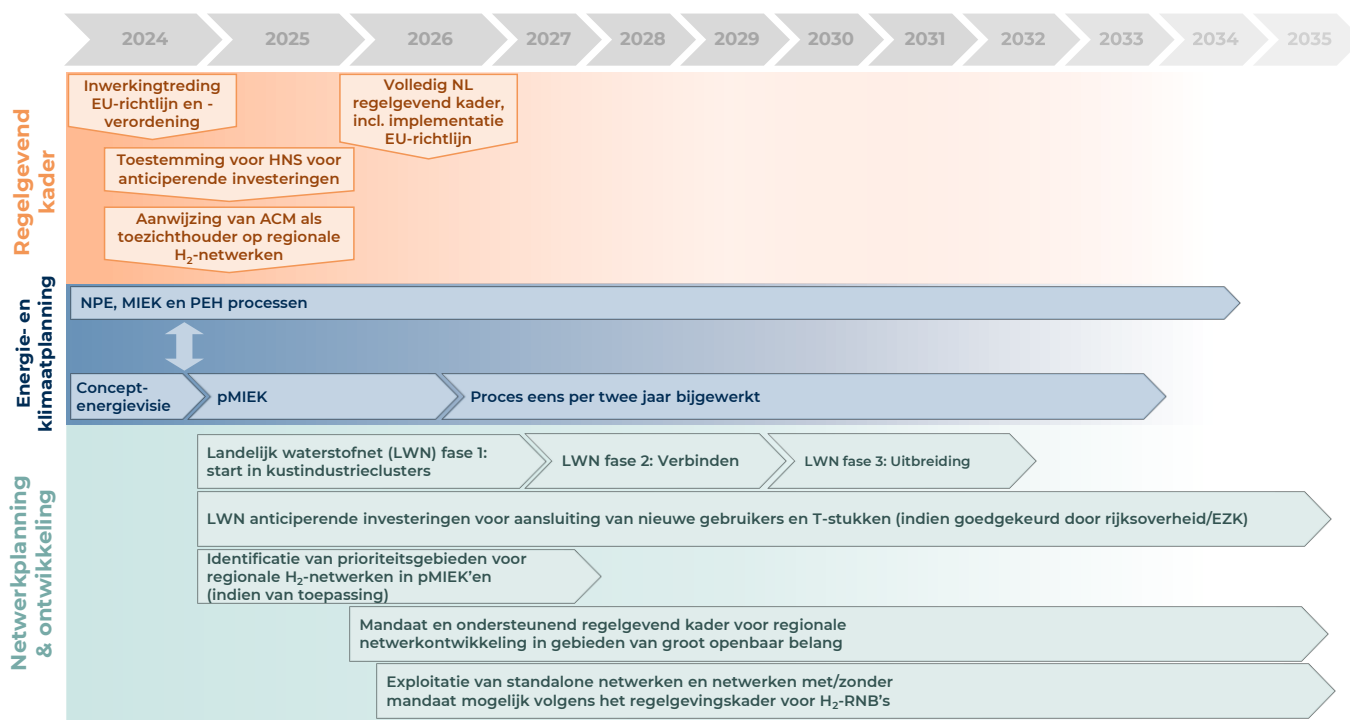 2024 2025 2026 2027 2028 2029 2030 2031 2032 2033 2034 2035
Regelgevend
kader
Inwerkingtreding
EU-richtlijn en -
verordening
Volledig NL
regelgevend kader,
incl. implementatie
EU-richtlijn
Toestemming voor HNS voor
anticiperende investeringen
Aanwijzing van ACM als
toezichthouder op regionale
H₂-netwerken
Energie- en
klimaatplanning
NPE, MIEK en PEH processen
Concept-
energievisie
pMIEK
Proces eens per twee jaar bijgewerkt
Netwerkplanning
& ontwikkeling
Landelijk waterstofnet (LWN) fase 1:
start in kustindustrieclusters
LWN fase 2: Verbinden
LWN fase 3: Uitbreiding
LWN anticiperende investeringen voor aansluiting van nieuwe gebruikers en T-stukken (indien goedgekeurd door rijksoverheid/EZK)
Identificatie van prioriteitsgebieden voor
regionale H₂-netwerken in pMIEK’en
(indien van toepassing)
Mandaat en ondersteunend regelgevend kader voor regionale
netwerkontwikkeling in gebieden van groot openbaar belang
Exploitatie van standalone netwerken en netwerken met/zonder
mandaat mogelijk volgens het regelgevingskader voor H₂-RNB’s